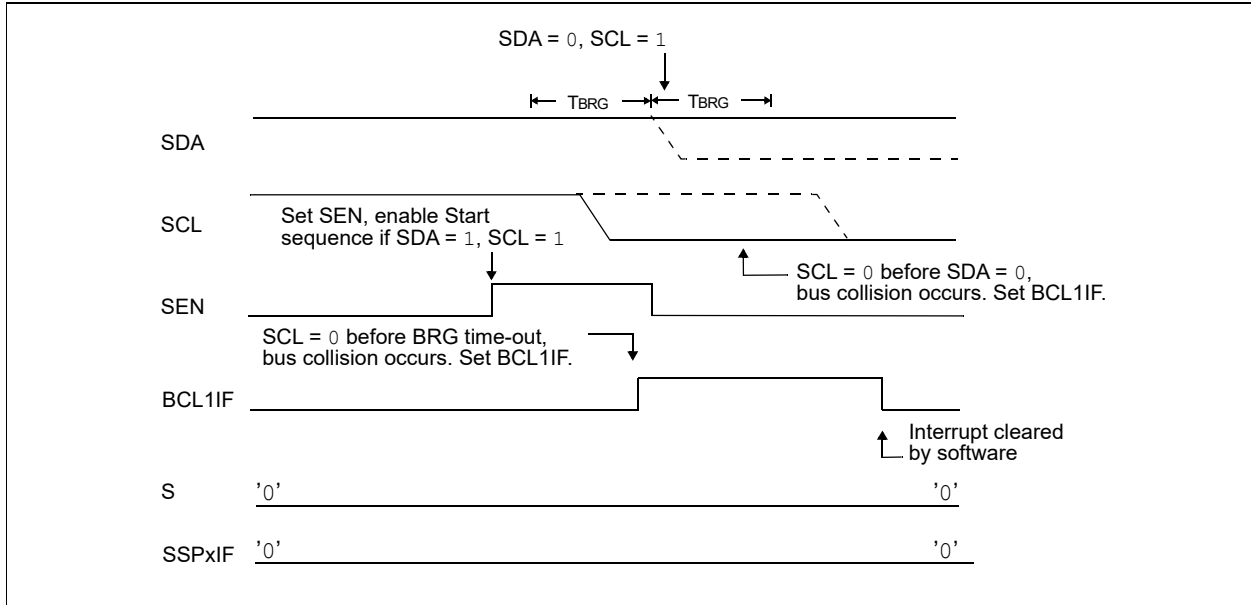 SDA = 0, SCL = 1
TBRG TBRG
SDA
SCL
Set SEN, enable Start
sequence if SDA = 1, SCL = 1
SCL = 0 before SDA = 0,
bus collision occurs. Set BCL1IF.
SEN
SCL = 0 before BRG time-out,
bus collision occurs. Set BCL1IF.
BCL1IF
Interrupt cleared
by software
S '0' '0'
SSPxIF '0' '0'